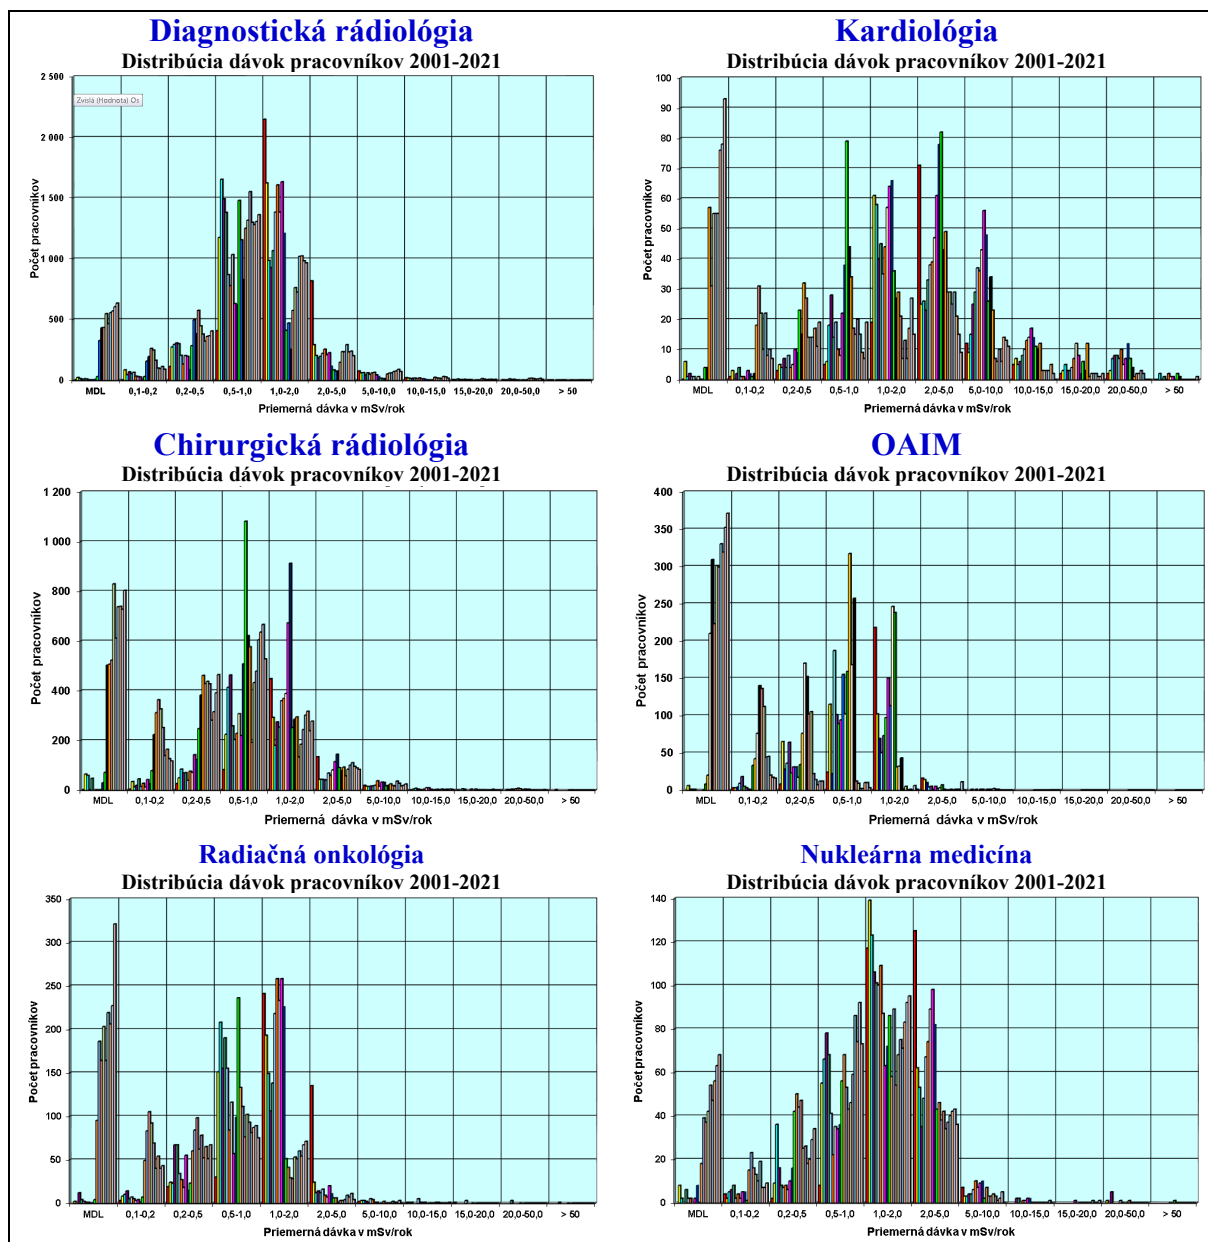 Diagnostická rádiológia
Distribúcia dávok pracovníkov 2001-2021
2 500
Zvislá (Hodnota) Os
2 000
1 500
1 000
500
0
Počet pracovníkov
MDL 0,1-0,2 0,2-0,5 0,5-1,0 1,0-2,0 2,0-5,0 5,0-10,0 10,0-15,0 15,0-20,0 20,0-50,0 > 50
Priemerná dávka v mSv/rok
Kardiológia
Distribúcia dávok pracovníkov 2001-2021
100
90
80
70
60
50
40
30
20
10
0
Počet pracovníkov
MDL 0,1-0,2 0,2-0,5 0,5-1,0 1,0-2,0 2,0-5,0 5,0-10,0 10,0-15,0 15,0-20,0 20,0-50,0 > 50
Priemerná dávka v mSv/rok
Chirurgická rádiológia
Distribúcia dávok pracovníkov 2001-2021
1 200
1 000
800
600
400
200
0
Počet pracovníkov
MDL 0,1-0,2 0,2-0,5 0,5-1,0 1,0-2,0 2,0-5,0 5,0-10,0 10,0-15,0 15,0-20,0 20,0-50,0 > 50
Priemerná dávka v mSv/rok
OAIM
Distribúcia dávok pracovníkov 2001-2021
400
350
300
250
200
150
100
50
0
Počet pracovníkov
MDL 0,1-0,2 0,2-0,5 0,5-1,0 1,0-2,0 2,0-5,0 5,0-10,0 10,0-15,0 15,0-20,0 20,0-50,0 > 50
Priemerná dávka v mSv/rok
Radiačná onkológia
Distribúcia dávok pracovníkov 2001-2021
350
300
250
200
150
100
50
0
Počet pracovníkov
MDL 0,1-0,2 0,2-0,5 0,5-1,0 1,0-2,0 2,0-5,0 5,0-10,0 10,0-15,0 15,0-20,0 20,0-50,0 > 50
Priemerná dávka v mSv/rok
Nukleárna medicína
Distribúcia dávok pracovníkov 2001-2021
140
120
100
80
60
40
20
0
Počet pracovníkov
MDL 0,1-0,2 0,2-0,5 0,5-1,0 1,0-2,0 2,0-5,0 5,0-10,0 10,0-15,0 15,0-20,0 20,0-50,0 > 50
Priemerná dávka v mSv/rok